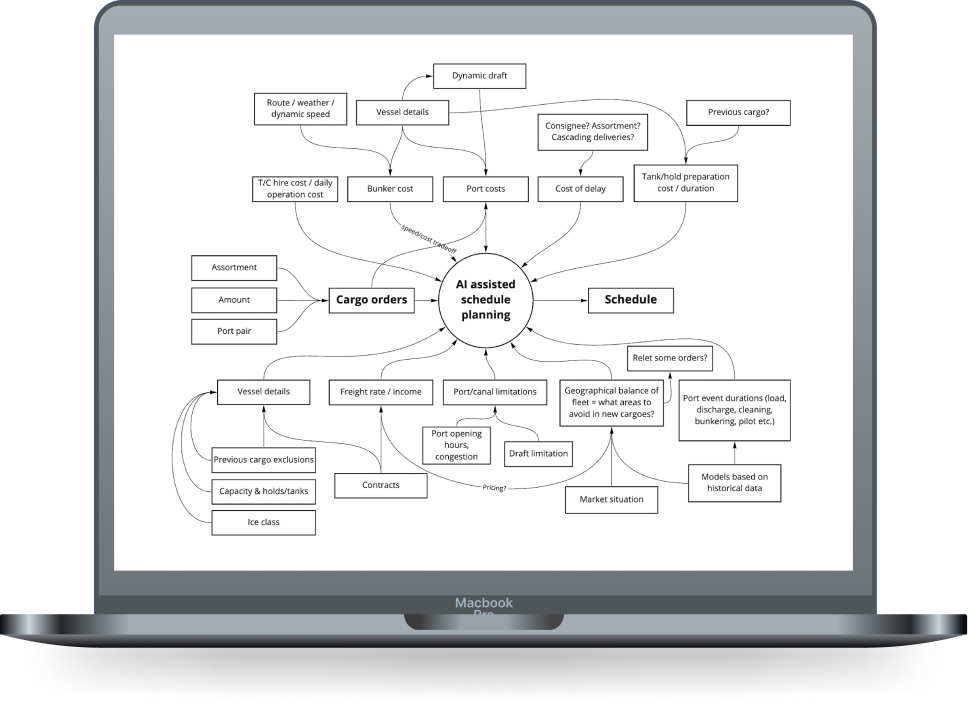 Dynamic draft
Route / weather /
dynamic speed
Vessel details
Previous cargo?
Consignee? Assortment?
Cascading deliveries?
T/C hire cost / daily
operation cost
Bunker cost
Port costs
Cost of delay
Tank/hold preparation
cost / duration
speed/cost tradeoff
Assortment
Amount
Port pair
Cargo orders
AI assisted
schedule
planning
Schedule
Relet some orders?
Vessel details
Freight rate / income
Port/canal limitations
Geographical balance of
fleet = what areas to
avoid in new cargoes?
Port event durations (load,
discharge, cleaning,
bunkering, pilot etc.)
Port opening
hours,
congestion
Draft limitation
Previous cargo exclusions
Capacity & holds/tanks
Ice class
Contracts
Pricing?
Market situation
Models based on
historical data
Macbook
Pro